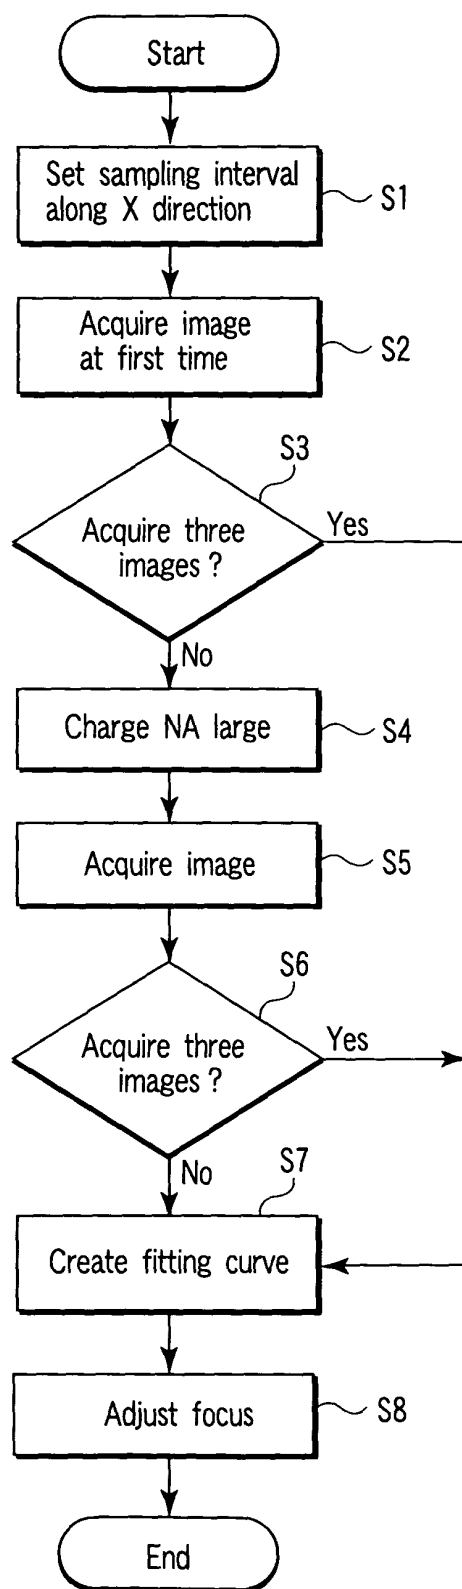 Start
Set sampling interval
along X direction
S1
Acquire image
at first time
S2
S3
Acquire three
images ?
Yes
No
Charge NA large
S4
Acquire image
S5
S6
Acquire three
images ?
Yes
No
S7
Create fitting curve
Adjust focus
S8
End